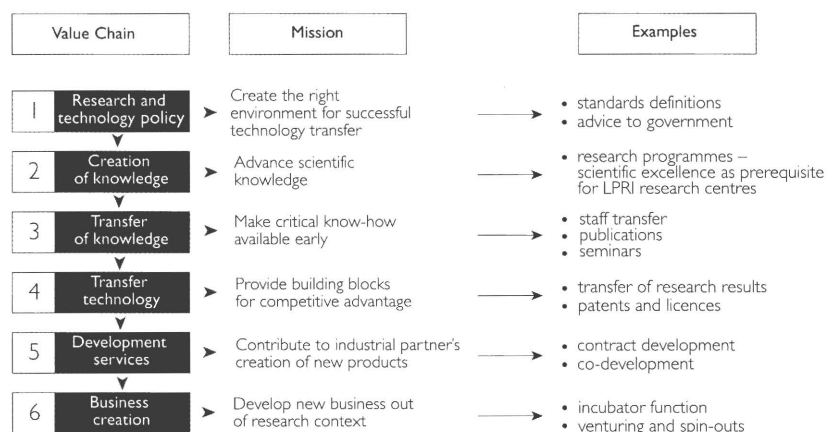 Value Chain
Mission
Examples
1
Research and
technology policy
Create the right
environment for successful
technology transfer
• standards definitions
• advice to government
2
Creation
of knowledge
Advance scientific
knowledge
• research programmes –
scientific excellence as prerequisite
for LPRI research centres
3
Transfer
of knowledge
Make critical know-how
available early
• staff transfer
• publications
• seminars
4
Transfer
technology
Provide building blocks
for competitive advantage
• transfer of research results
• patents and licences
5
Development
services
Contribute to industrial partner's
creation of new products
• contract development
• co-development
6
Business
creation
Develop new business out
of research context
• incubator function
• venturing and spin-outs